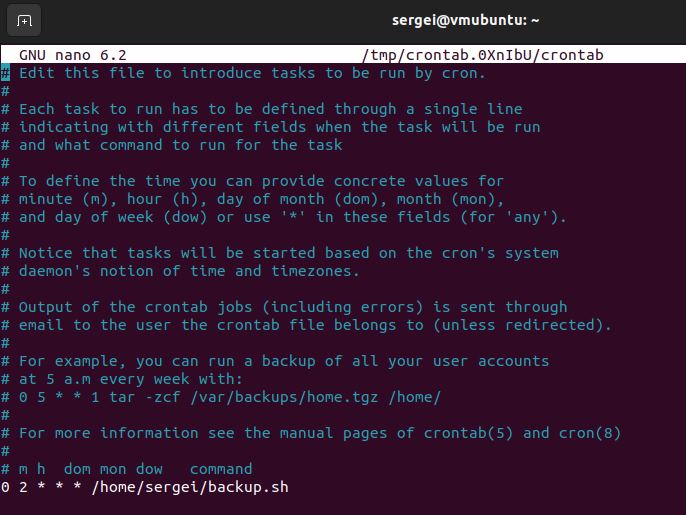 sergei@vmubuntu: ~
GNU nano 6.2 /tmp/crontab.0XnIbU/crontab
# Edit this file to introduce tasks to be run by cron.
#
# Each task to run has to be defined through a single line
# indicating with different fields when the task will be run
# and what command to run for the task
#
# To define the time you can provide concrete values for
# minute (m), hour (h), day of month (dom), month (mon),
# and day of week (dow) or use '*' in these fields (for 'any').
#
# Notice that tasks will be started based on the cron's system
# daemon's notion of time and timezones.
#
# Output of the crontab jobs (including errors) is sent through
# email to the user the crontab file belongs to (unless redirected).
#
# For example, you can run a backup of all your user accounts
# at 5 a.m every week with:
# 0 5 * * 1 tar -zcf /var/backups/home.tgz /home/
#
# For more information see the manual pages of crontab(5) and cron(8)
#
# m h  dom mon dow   command
0 2 * * * /home/sergei/backup.sh